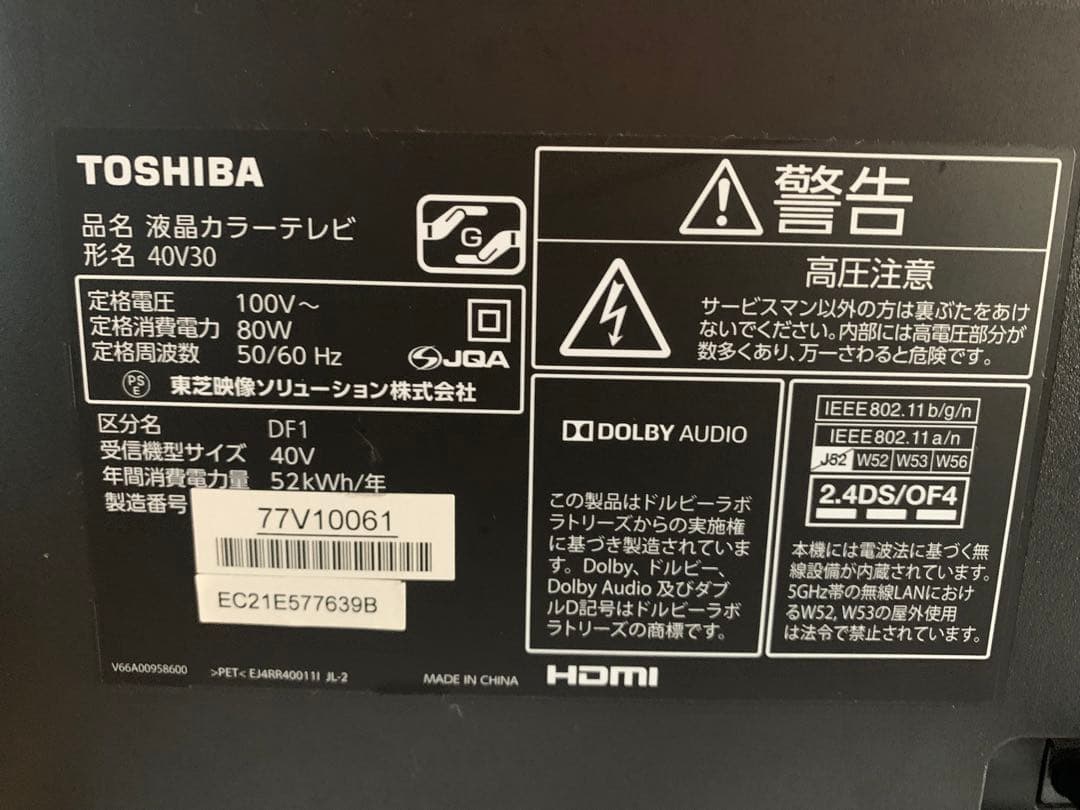 TOSHIBA
品名 液晶カラーテレビ
形名 40V30
G
定格電圧 100V～
定格消費電力 80W
定格周波数 50/60 Hz
JQA
PS
E
東芝映像ソリューション株式会社
区分名 DF1
受信機型サイズ 40V
年間消費電力量 52kWh/年
製造番号
77V10061
EC21E577639B
V66A00958600 >PET< EJ4RR40011I JL-2
MADE IN CHINA
警告
高圧注意
サービスマン以外の方は裏ぶたをあけ
ないでください。内部には高電圧部分が
数多くあり、万一さわると危険です。
DOLBY AUDIO
この製品はドルビーラボ
ラトリーズからの実施権
に基づき製造されていま
す。Dolby、ドルビー、
Dolby Audio 及びダブ
ルD記号はドルビーラボ
ラトリーズの商標です。
HDMI
IEEE802.11b/g/n
IEEE802.11a/n
J52 W52 W53 W56
2.4DS/OF4
本機には電波法に基づく無
線設備が内蔵されています。
5GHz帯の無線LANにおけ
るW52, W53の屋外使用
は法令で禁止されています。